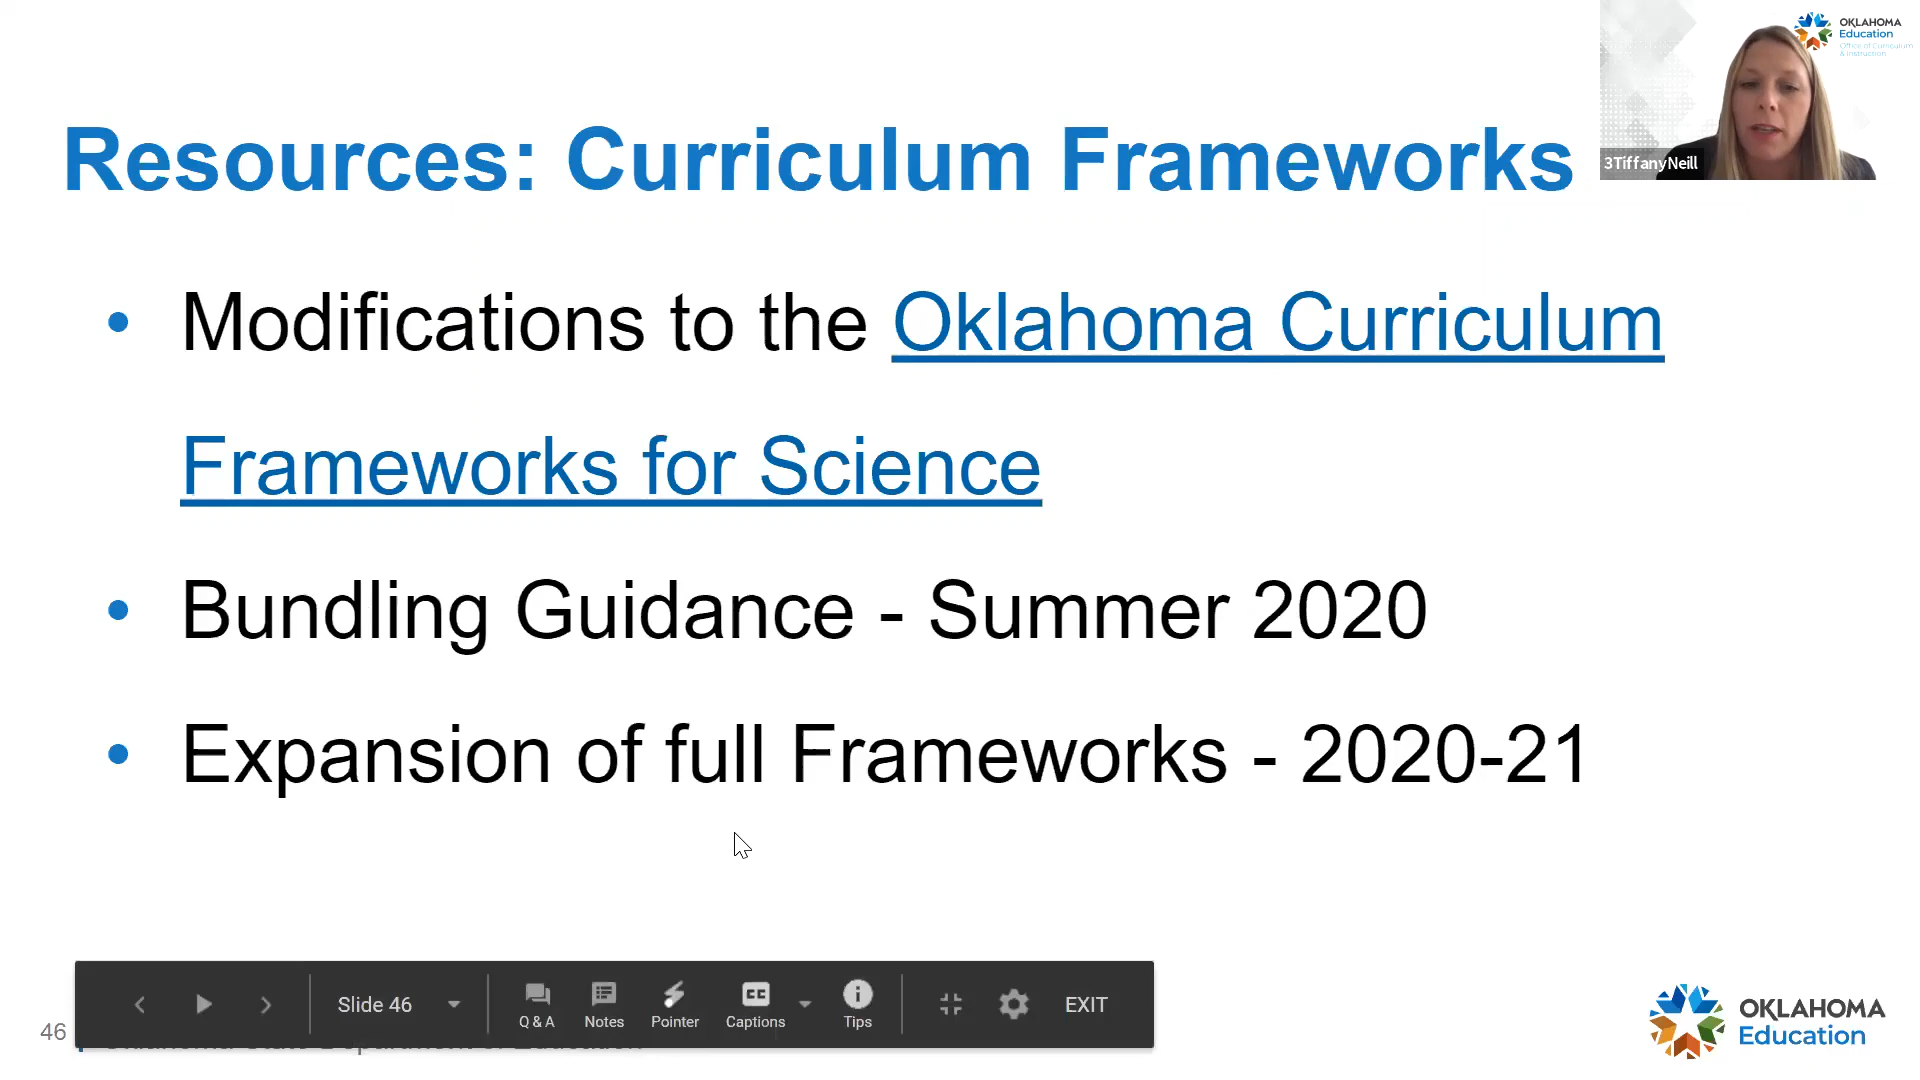 OKLAHOMA
Education
Office of Curriculum
& Instruction
3TiffanyNeill
Resources: Curriculum Frameworks
• Modifications to the Oklahoma Curriculum
Frameworks for Science
• Bundling Guidance - Summer 2020
• Expansion of full Frameworks - 2020-21
Slide 46
Q & A
Notes
Pointer
CC
Captions
Tips
EXIT
46
OKLAHOMA
Education